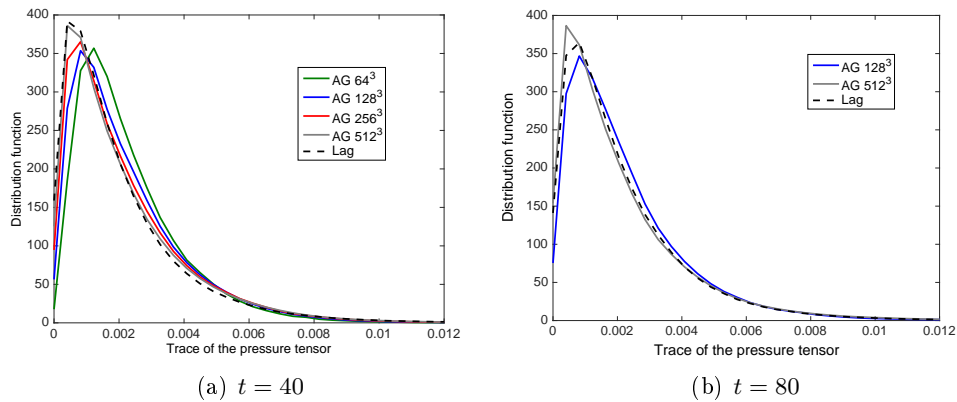 400
350
300
250
200
150
100
50
0
Distribution function
AG 64³
AG 128³
AG 256³
AG 512³
Lag
0 0.002 0.004 0.006 0.008 0.01 0.012
Trace of the pressure tensor
(a) t = 40
400
350
300
250
200
150
100
50
0
Distribution function
AG 128³
AG 512³
Lag
0 0.002 0.004 0.006 0.008 0.01 0.012
Trace of the pressure tensor
(b) t = 80